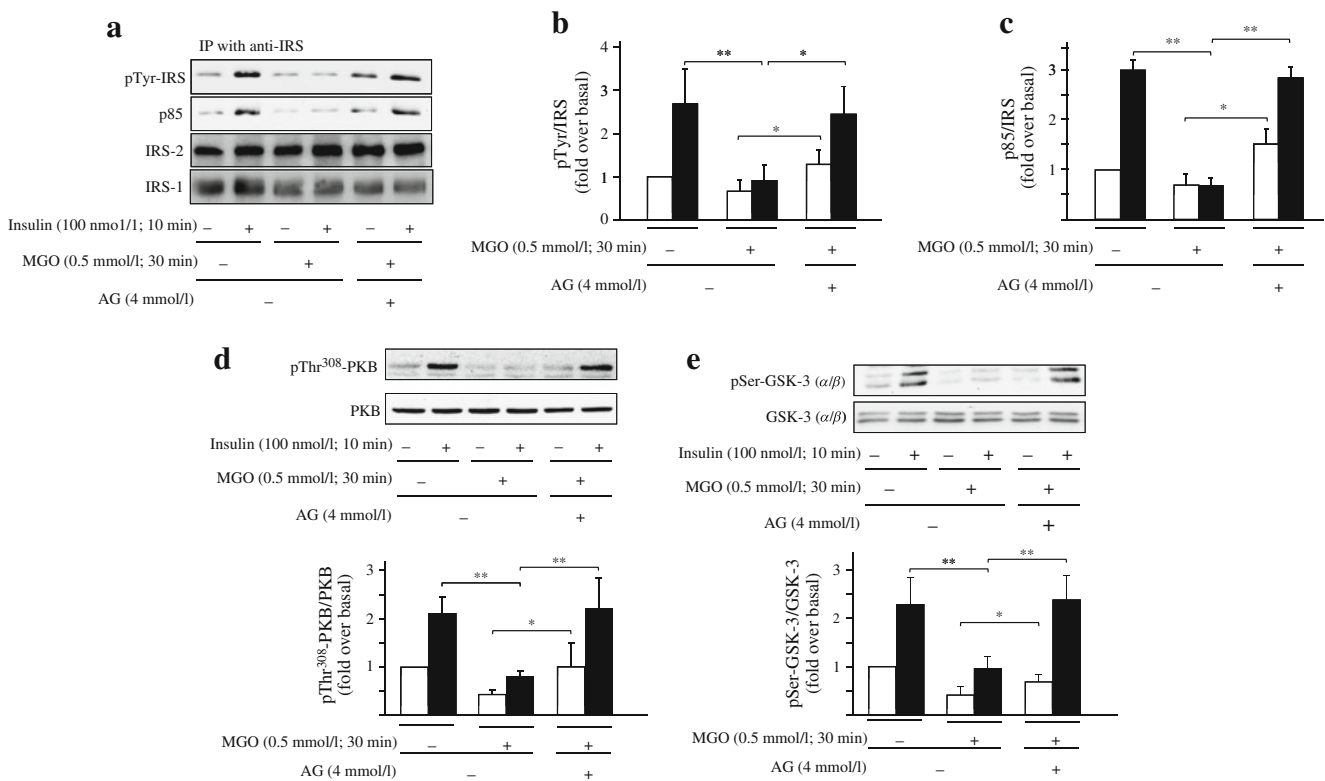 a
IP with anti-IRS
pTyr-IRS
p85
IRS-2
IRS-1
Insulin (100 nmo1/1; 10 min) – + – + – +
MGO (0.5 mmol/l; 30 min) – + +
AG (4 mmol/l) – +
b
pTyr/IRS
(fold over basal)
4
3
2
1
0
** *
*
MGO (0.5 mmol/l; 30 min) – + +
AG (4 mmol/l) – +
c
p85/IRS
(fold over basal)
3
2
1
** **
*
MGO (0.5 mmol/l; 30 min) – + +
AG (4 mmol/l) – +
d
pThr308-PKB
PKB
Insulin (100 nmol/l; 10 min) – + – + – +
MGO (0.5 mmol/l; 30 min) – + +
AG (4 mmol/l) – +
pThr308-PKB/PKB
(fold over basal)
3
2
1
** **
*
MGO (0.5 mmol/l; 30 min) – + +
AG (4 mmol/l) – +
e
pSer-GSK-3 (α/β)
GSK-3 (α/β)
Insulin (100 nmol/l; 10 min) – + – + – +
MGO (0.5 mmol/l; 30 min) – + +
AG (4 mmol/l) – +
pSer-GSK-3/GSK-3
(fold over basal)
3
2
1
** **
*
MGO (0.5 mmol/l; 30 min) – + +
AG (4 mmol/l) – +